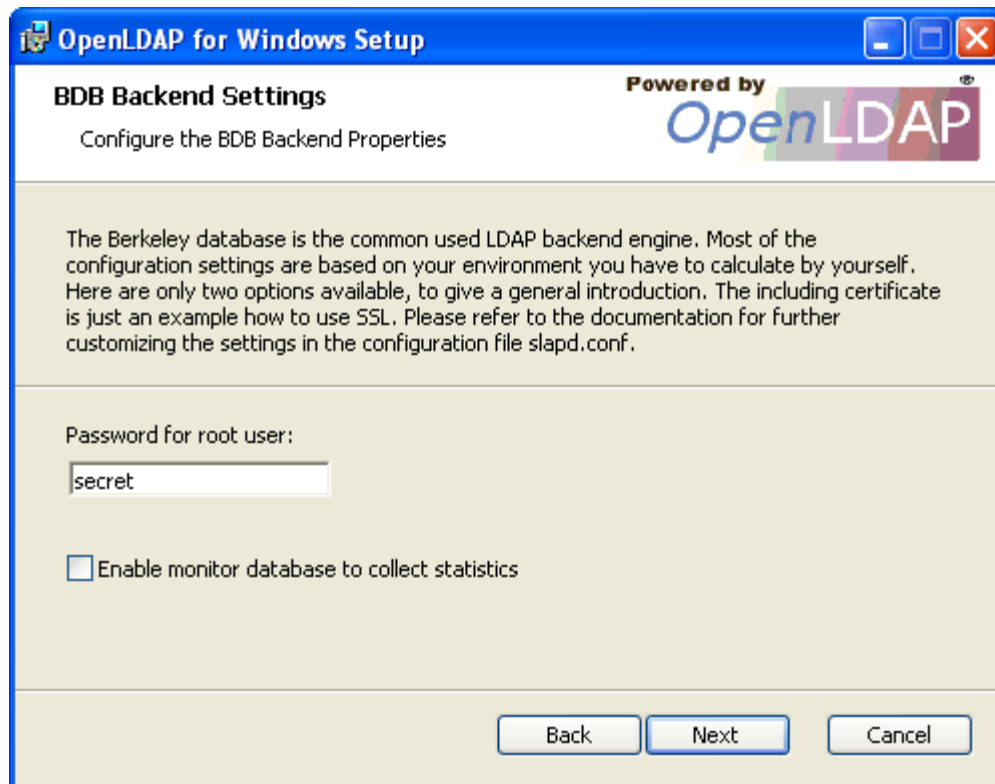 OpenLDAP for Windows Setup
BDB Backend Settings
Configure the BDB Backend Properties
Powered by
OpenLDAP
The Berkeley database is the common used LDAP backend engine. Most of the
configuration settings are based on your environment you have to calculate by yourself.
Here are only two options available, to give a general introduction. The including certificate
is just an example how to use SSL. Please refer to the documentation for further
customizing the settings in the configuration file slapd.conf.
Password for root user:
secret
Enable monitor database to collect statistics
Back
Next
Cancel